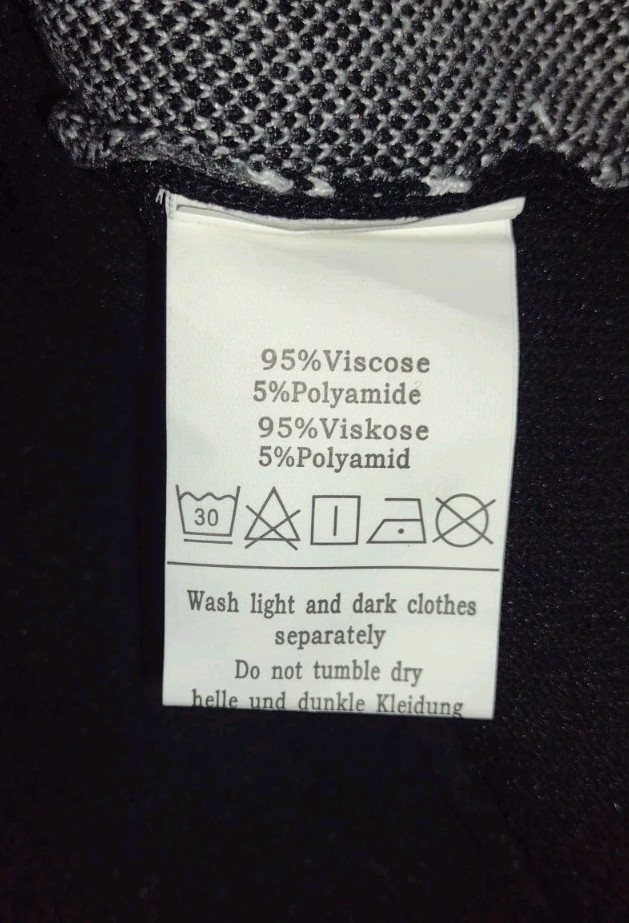 95%Viscose
5%Polyamide
95%Viskose
5%Polyamid
30
Wash light and dark clothes
separately
Do not tumble dry
helle und dunkle Kleidung